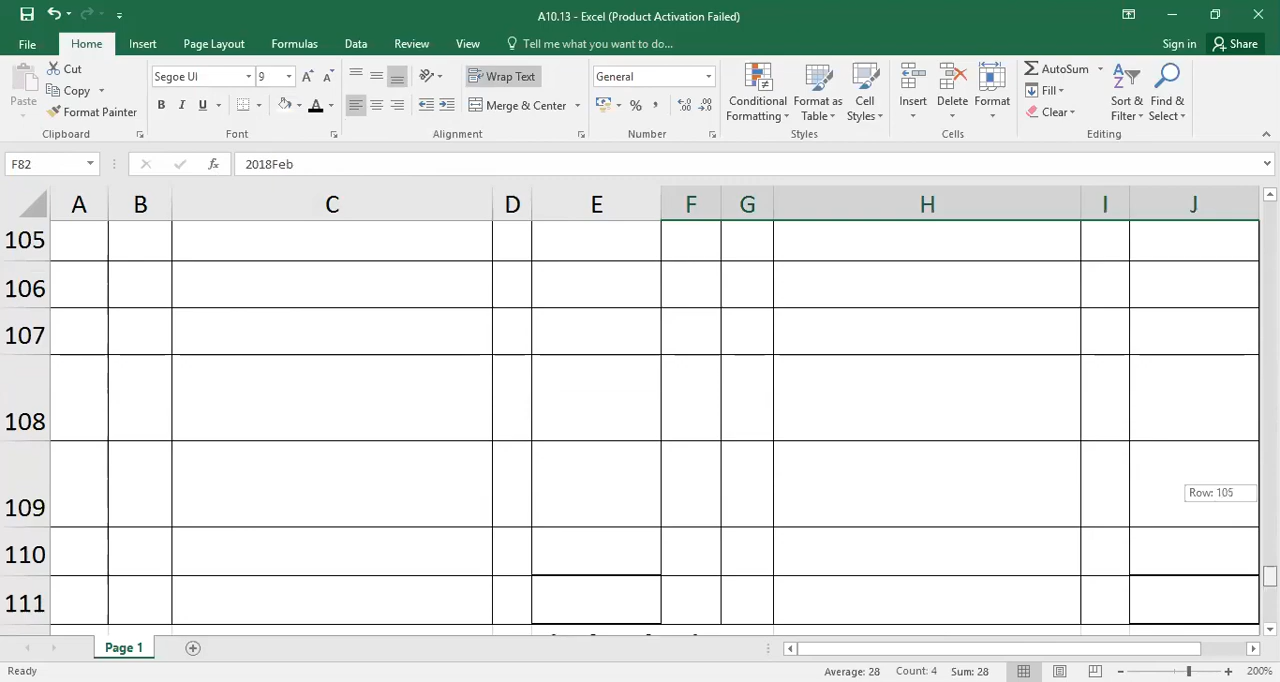 A10.13 - Excel (Product Activation Failed)
File Home Insert Page Layout Formulas Data Review View Tell me what you want to do... Sign in Share
Paste Cut Copy Format Painter Clipboard
Segoe UI 9 B I U A Font
Wrap Text Merge & Center Alignment
General % , Number
Conditional Formatting Format as Table Cell Styles Styles
Insert Delete Format Cells
AutoSum Fill Clear Sort & Filter Find & Select Editing
F82 fx 2018Feb
A B C D E F G H I J
105
106
107
108
109
Row: 105
110
111
Page 1
Ready Average: 28 Count: 4 Sum: 28 200%